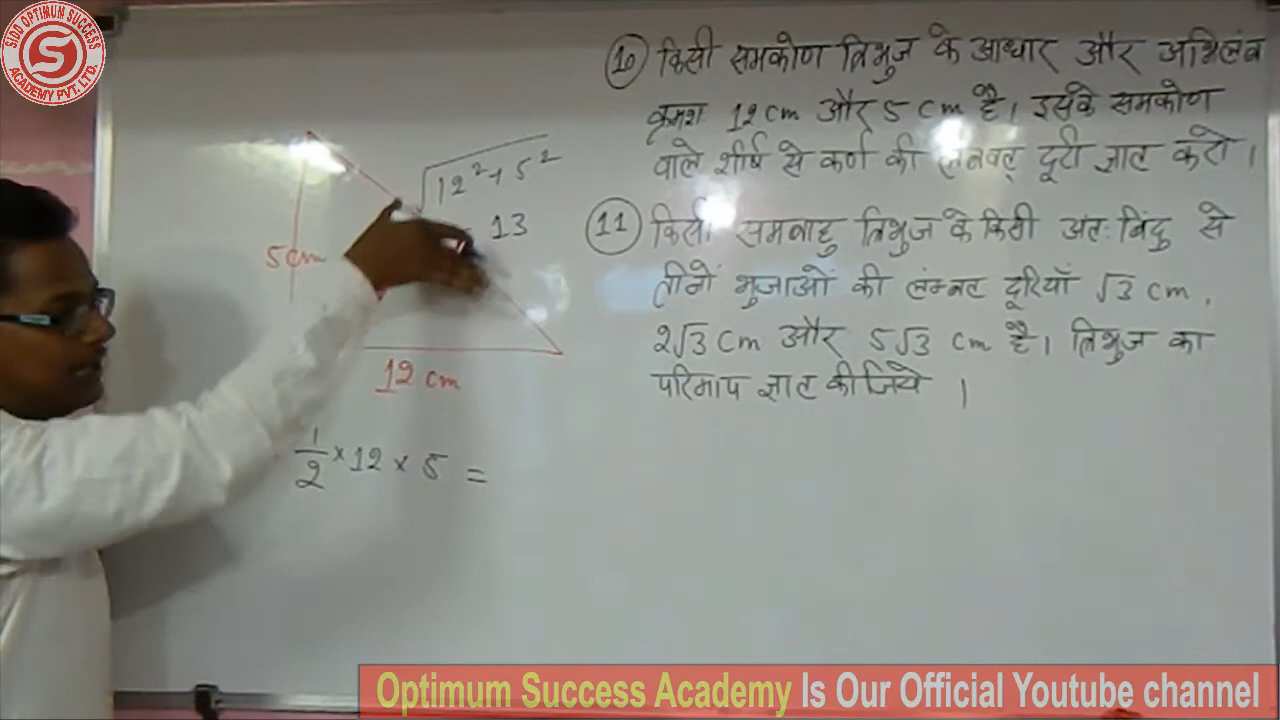 SIDD OPTIMUM SUCCESS
S
ACADEMY PVT. LTD.
√12²+5²
13
5cm
12 cm
1/2 × 12 × 5 =
⑩ किसी समकोण त्रिभुज के आधार और अभिलंब
क्रमश 12 cm और 5 cm है। इसके समकोण
वाले शीर्ष से कर्ण की लम्बवत् दूरी ज्ञात करो।
⑪ किसी समबाहु त्रिभुज के किसी अंतः बिंदु से
तीनों भुजाओं की लंम्बवत दूरियाँ √3 cm,
2√3 cm और 5√3 cm है। त्रिभुज का
परिमाप ज्ञात कीजिये ।
Optimum Success Academy Is Our Official Youtube channel